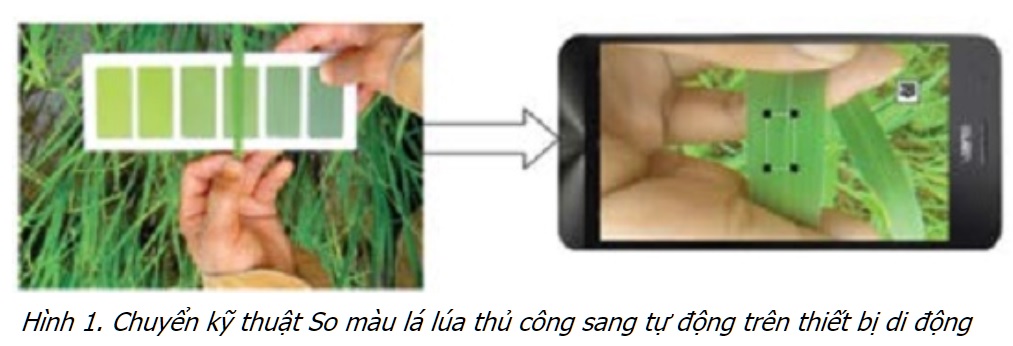 Hình 1. Chuyển kỹ thuật So màu lá lúa thủ công sang tự động trên thiết bị di động